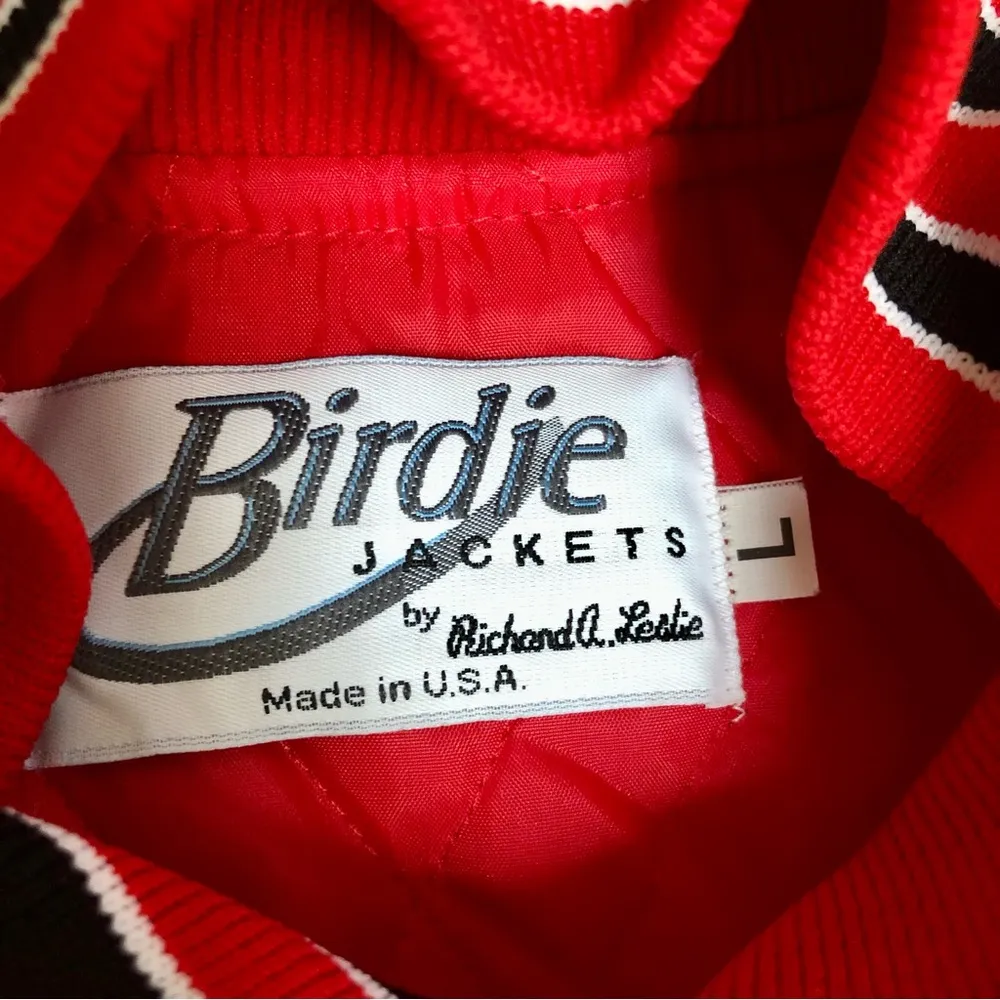 Birdie
JACKETS
by Richard A. Leslie
Made in U.S.A.
L